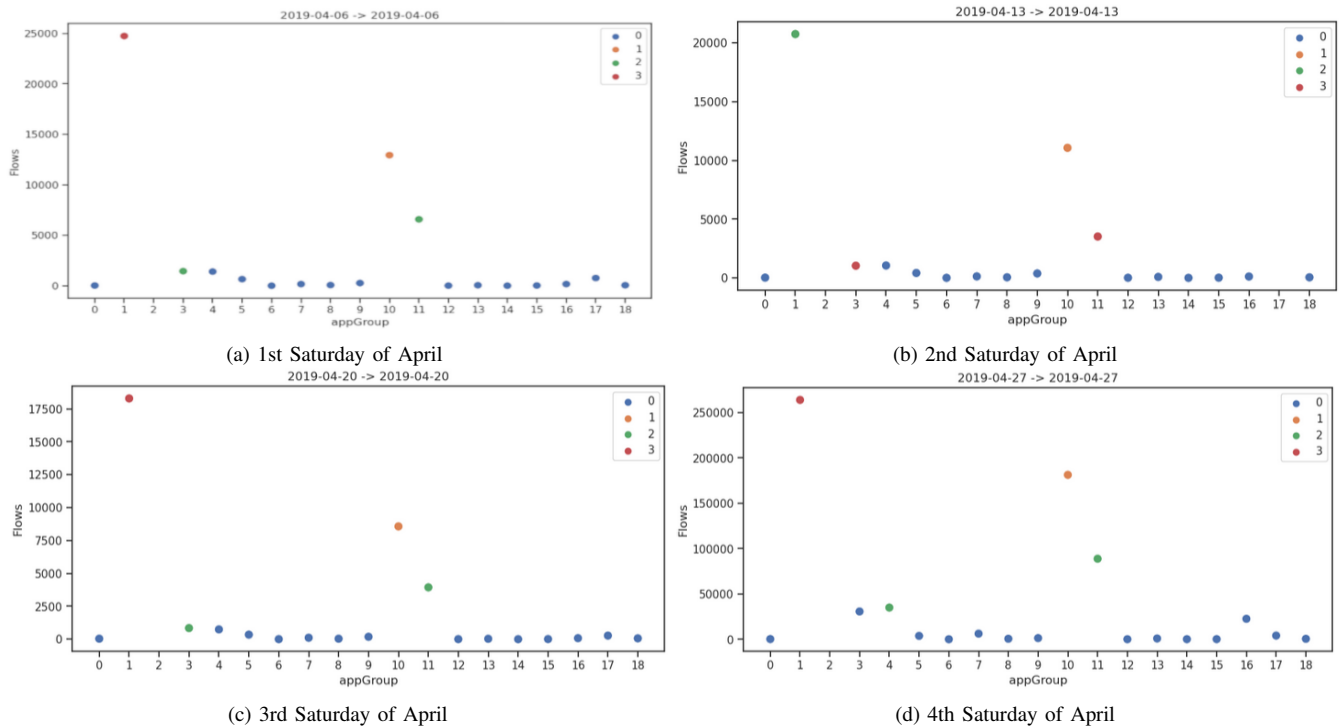 2019-04-06 -> 2019-04-06
25000
20000
15000
10000
5000
0
Flows
0
1
2
3
0 1 2 3 4 5 6 7 8 9 10 11 12 13 14 15 16 17 18
appGroup
(a) 1st Saturday of April
2019-04-13 -> 2019-04-13
20000
15000
10000
5000
0
Flows
0
1
2
3
0 1 2 3 4 5 6 7 8 9 10 11 12 13 14 15 16 17 18
appGroup
(b) 2nd Saturday of April
2019-04-20 -> 2019-04-20
17500
15000
12500
10000
7500
5000
2500
0
Flows
0
1
2
3
0 1 2 3 4 5 6 7 8 9 10 11 12 13 14 15 16 17 18
appGroup
(c) 3rd Saturday of April
2019-04-27 -> 2019-04-27
250000
200000
150000
100000
50000
0
Flows
0
1
2
3
0 1 2 3 4 5 6 7 8 9 10 11 12 13 14 15 16 17 18
appGroup
(d) 4th Saturday of April